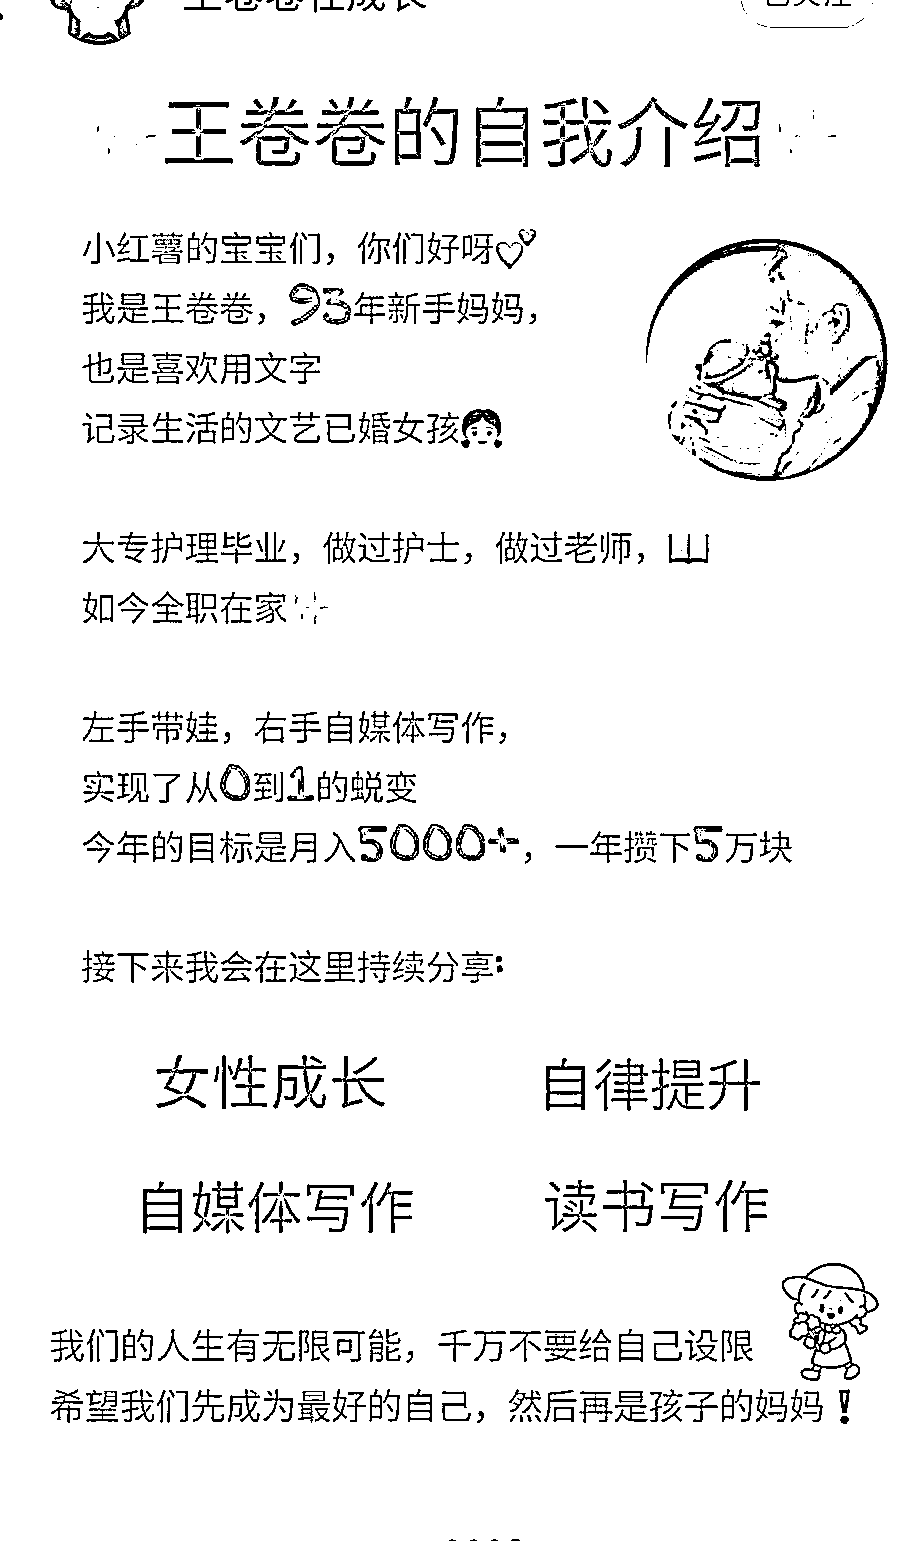 王卷卷性成长
已关注
王卷卷的自我介绍
小红薯的宝宝们，你们好呀💕
我是王卷卷，93年新手妈妈，
也是喜欢用文字
记录生活的文艺已婚女孩👧
大专护理毕业，做过护士，做过老师，📖
如今全职在家✨
左手带娃，右手自媒体写作，
实现了从0到1的蜕变
今年的目标是月入5000+，一年攒下5万块
接下来我会在这里持续分享：
女性成长
自律提升
自媒体写作
读书写作
我们的人生有无限可能，千万不要给自己设限
希望我们先成为最好的自己，然后再是孩子的妈妈！